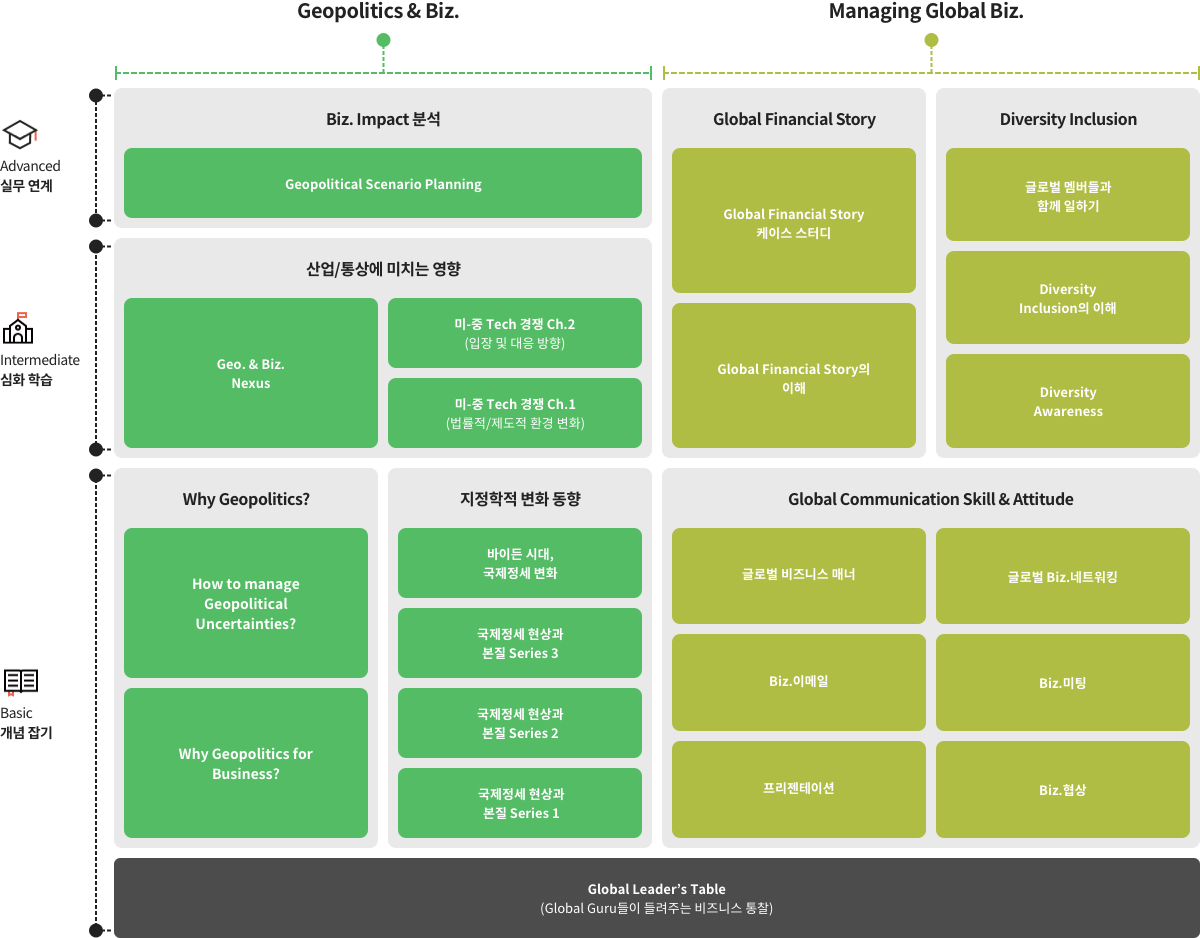 Geopolitics & Biz.
Managing Global Biz.
Advanced
실무 연계
Biz. Impact 분석
Geopolitical Scenario Planning
Global Financial Story
Global Financial Story
케이스 스터디
Global Financial Story의
이해
Diversity Inclusion
글로벌 멤버들과
함께 일하기
Diversity
Inclusion의 이해
Diversity
Awareness
Intermediate
심화 학습
산업/통상에 미치는 영향
Geo. & Biz.
Nexus
미-중 Tech 경쟁 Ch.2
(입장 및 대응 방향)
미-중 Tech 경쟁 Ch.1
(법률적/제도적 환경 변화)
Basic
개념 잡기
Why Geopolitics?
How to manage
Geopolitical
Uncertainties?
Why Geopolitics for
Business?
지정학적 변화 동향
바이든 시대,
국제정세 변화
국제정세 현상과
본질 Series 3
국제정세 현상과
본질 Series 2
국제정세 현상과
본질 Series 1
Global Communication Skill & Attitude
글로벌 비즈니스 매너
글로벌 Biz.네트워킹
Biz.이메일
Biz.미팅
프리젠테이션
Biz.협상
Global Leader’s Table
(Global Guru들이 들려주는 비즈니스 통찰)